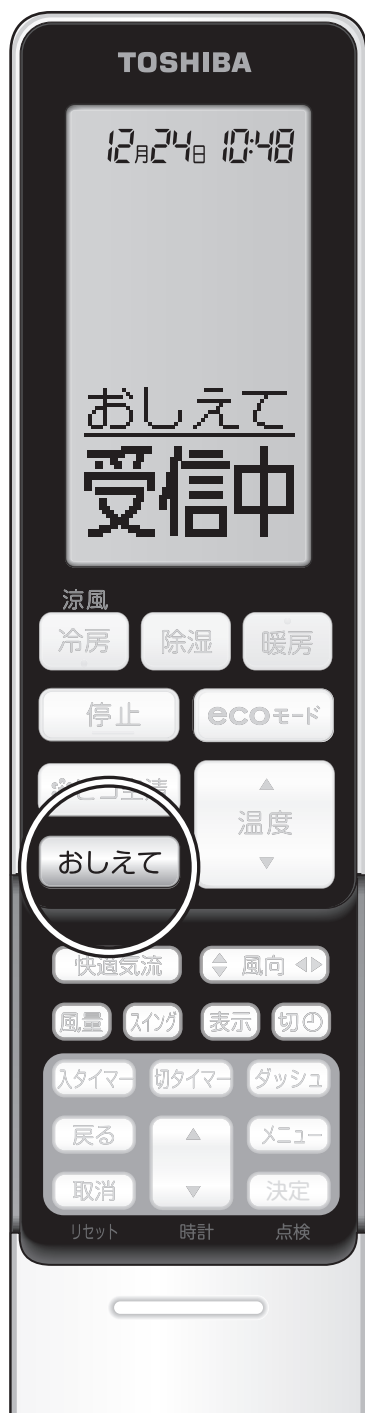 TOSHIBA
12月24日 10:48
おしえて
受信中
涼風
冷房 除湿 暖房
停止 ecoモード
ピコ空清
温度
おしえて
快適気流 風向
風量 スイング 表示 切
入タイマー 切タイマー ダッシュ
戻る メニュー
取消 決定
リセット 時計 点検